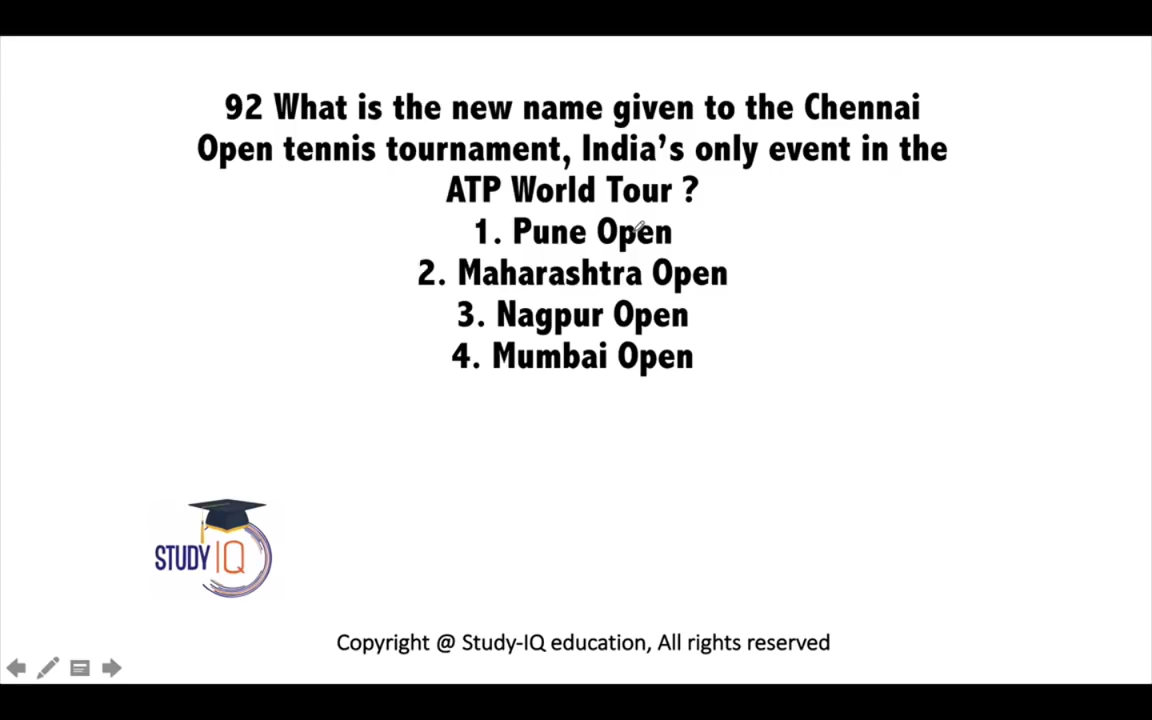 92 What is the new name given to the Chennai
Open tennis tournament, India’s only event in the
ATP World Tour ?
1. Pune Open
2. Maharashtra Open
3. Nagpur Open
4. Mumbai Open
STUDY IQ
Copyright @ Study-IQ education, All rights reserved